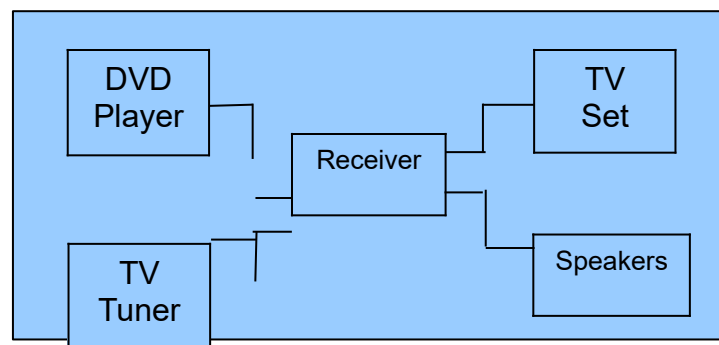 DVD
Player
TV
Set
Receiver
Speakers
TV
Tuner